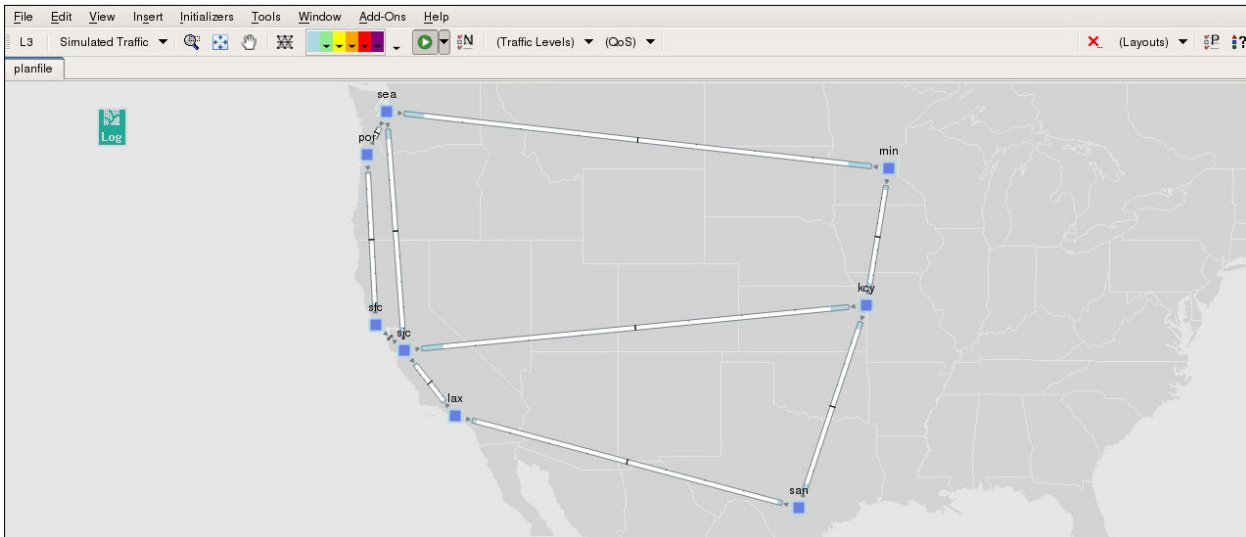 File Edit View Insert Initializers Tools Window Add-Ons Help
L3 Simulated Traffic N (Traffic Levels) (QoS) (Layouts) P ?
planfile
sea
Log
por
min
kcy
sfc
sjc
lax
san